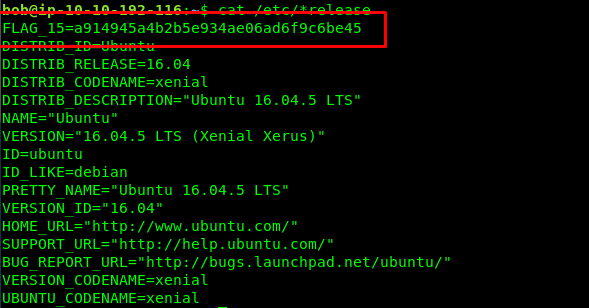 bob@ip-10-10-192-116:~$ cat /etc/*release
FLAG_15=a914945a4b2b5e934ae06ad6f9c6be45
DISTRIB_ID=Ubuntu
DISTRIB_RELEASE=16.04
DISTRIB_CODENAME=xenial
DISTRIB_DESCRIPTION="Ubuntu 16.04.5 LTS"
NAME="Ubuntu"
VERSION="16.04.5 LTS (Xenial Xerus)"
ID=ubuntu
ID_LIKE=debian
PRETTY_NAME="Ubuntu 16.04.5 LTS"
VERSION_ID="16.04"
HOME_URL="http://www.ubuntu.com/"
SUPPORT_URL="http://help.ubuntu.com/"
BUG_REPORT_URL="http://bugs.launchpad.net/ubuntu/"
VERSION_CODENAME=xenial
UBUNTU_CODENAME=xenial